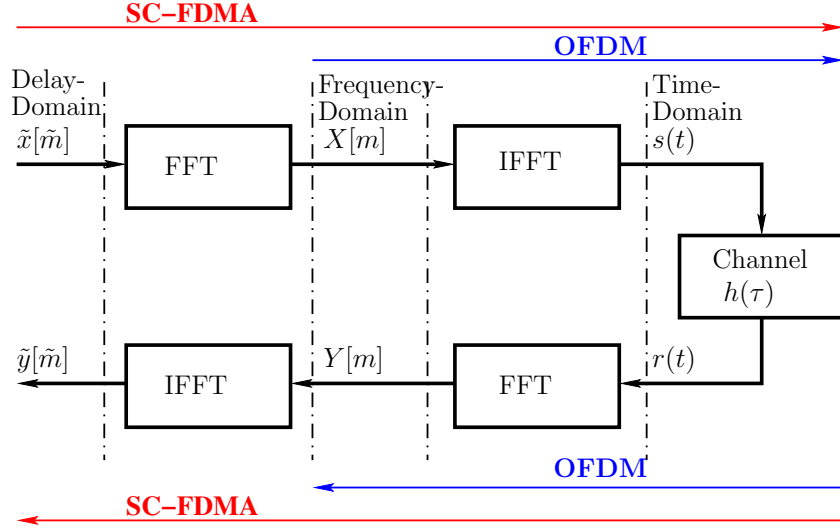 SC–FDMA
OFDM
Delay-
Domain
Frequency-
Domain
Time-
Domain
x̃[m̃]
FFT
X[m]
IFFT
s(t)
Channel
h(τ)
ỹ[m̃]
IFFT
Y[m]
FFT
r(t)
OFDM
SC–FDMA